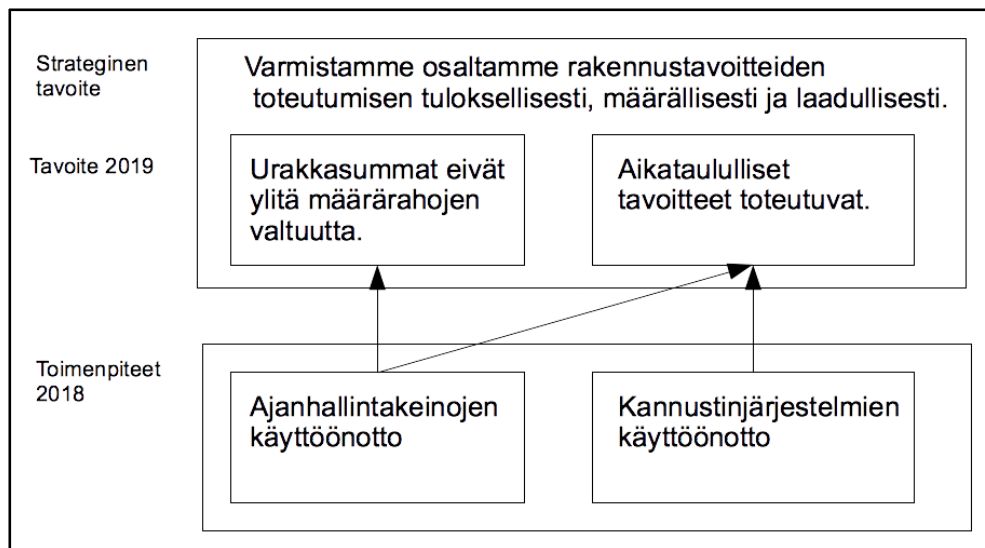 Strateginen
tavoite
Varmistamme osaltamme rakennustavoitteiden
toteutumisen tuloksellisesti, määrällisesti ja laadullisesti.
Tavoite 2019
Urakkasummat eivät
ylitä määrärahojen
valtuutta.
Aikataululliset
tavoitteet toteutuvat.
Toimenpiteet
2018
Ajanhallintakeinojen
käyttöönotto
Kannustinjärjestelmien
käyttöönotto